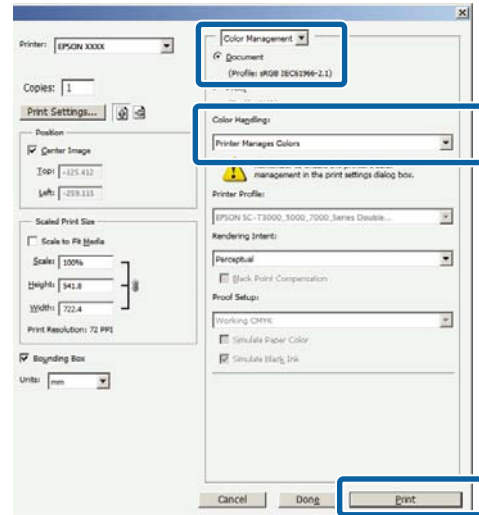 Printer: EPSON XXXX
Copies: 1
Print Settings...
Position
Center Image
Top: -125.412
Left: -259.115
Scaled Print Size
Scale to Fit Media
Scale: 100%
Height: 541.8
Width: 722.4
Print Resolution: 72 PPI
Bounding Box
Units: mm
Color Management
Document
(Profile: sRGB IEC61966-2.1)
Color Handling:
Printer Manages Colors
management in the print settings dialog box.
Printer Profile:
EPSON SC-T3000_5000_7000_Series Double...
Rendering Intent:
Perceptual
Black Point Compensation
Proof Setup:
Working CMYK
Simulate Paper Color
Simulate Black Ink
Cancel
Done
Print